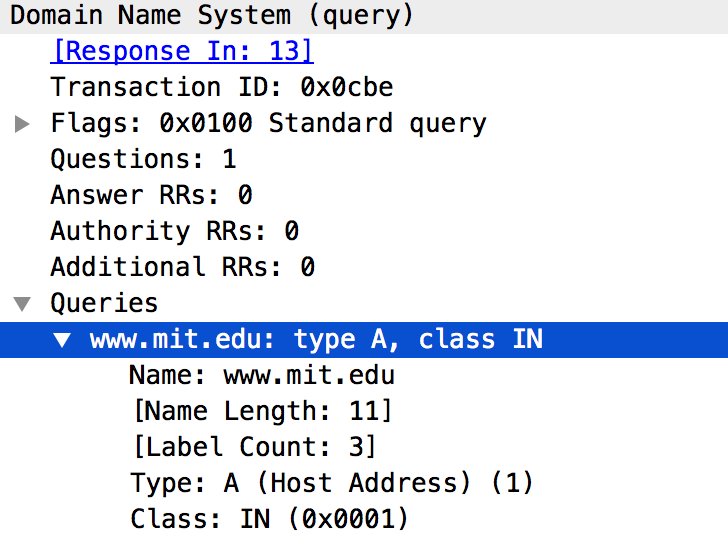 Domain Name System (query)
[Response In: 13]
Transaction ID: 0x0cbe
Flags: 0x0100 Standard query
Questions: 1
Answer RRs: 0
Authority RRs: 0
Additional RRs: 0
Queries
www.mit.edu: type A, class IN
Name: www.mit.edu
[Name Length: 11]
[Label Count: 3]
Type: A (Host Address) (1)
Class: IN (0x0001)